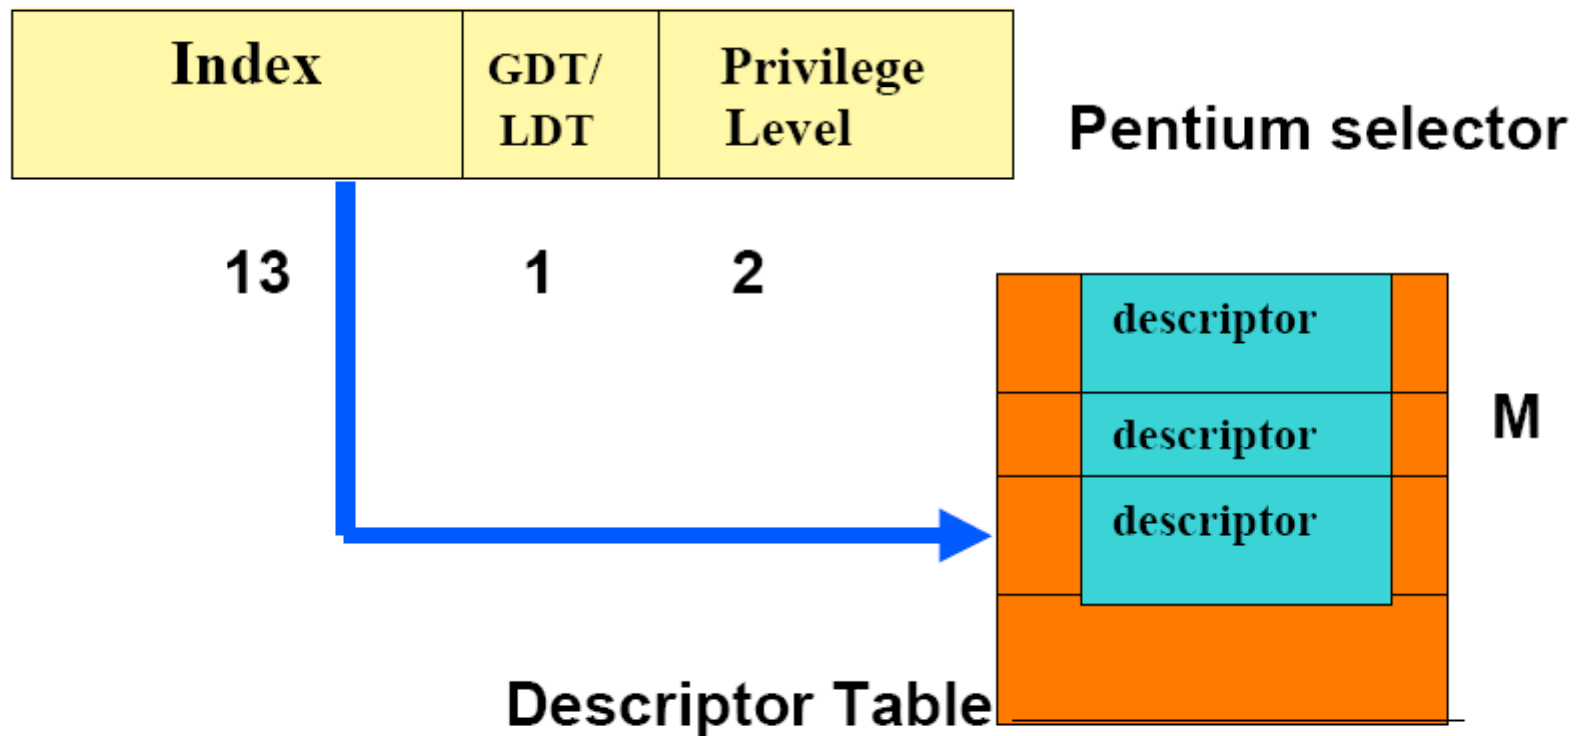 Index
GDT/
LDT
Privilege
Level
Pentium selector
13
1
2
descriptor
descriptor
descriptor
M
Descriptor Table